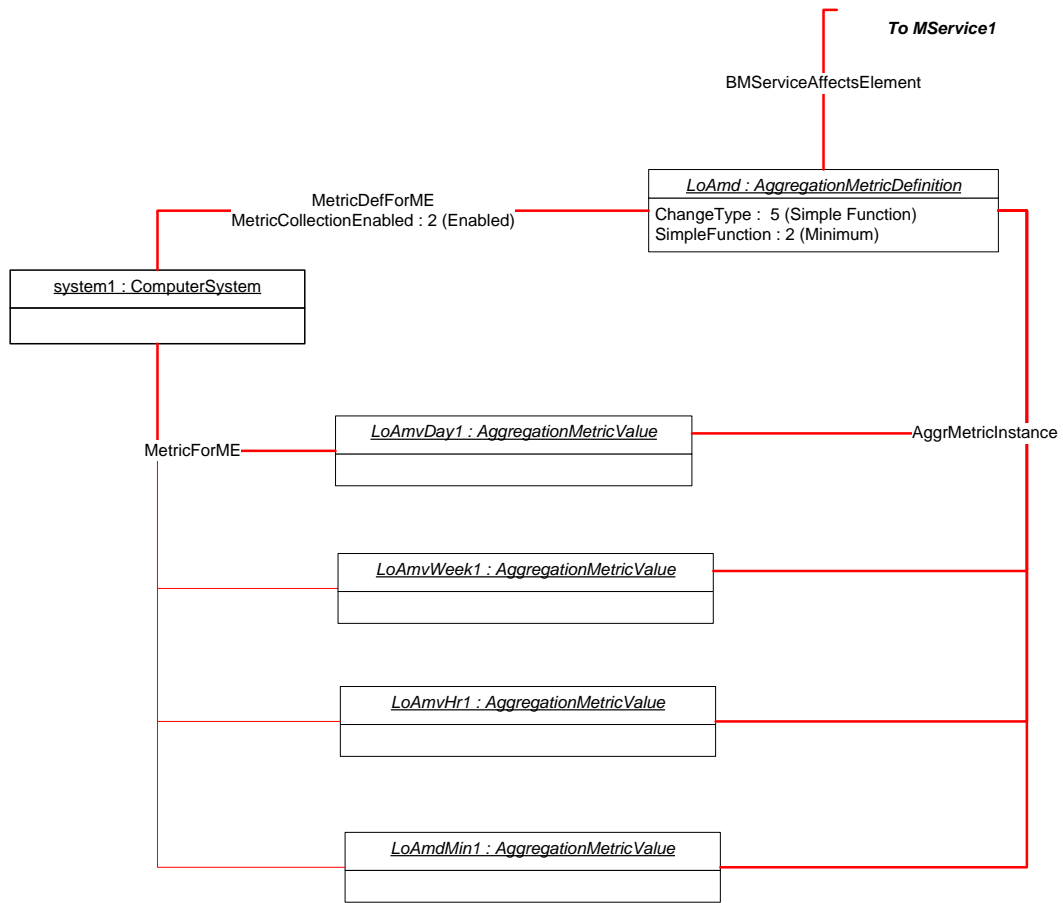 To MService1
BMServiceAffectsElement
LoAmd : AggregationMetricDefinition
ChangeType :  5 (Simple Function)
SimpleFunction : 2 (Minimum)
MetricDefForME
MetricCollectionEnabled : 2 (Enabled)
system1 : ComputerSystem
LoAmvDay1 : AggregationMetricValue
MetricForME
AggrMetricInstance
LoAmvWeek1 : AggregationMetricValue
LoAmvHr1 : AggregationMetricValue
LoAmdMin1 : AggregationMetricValue